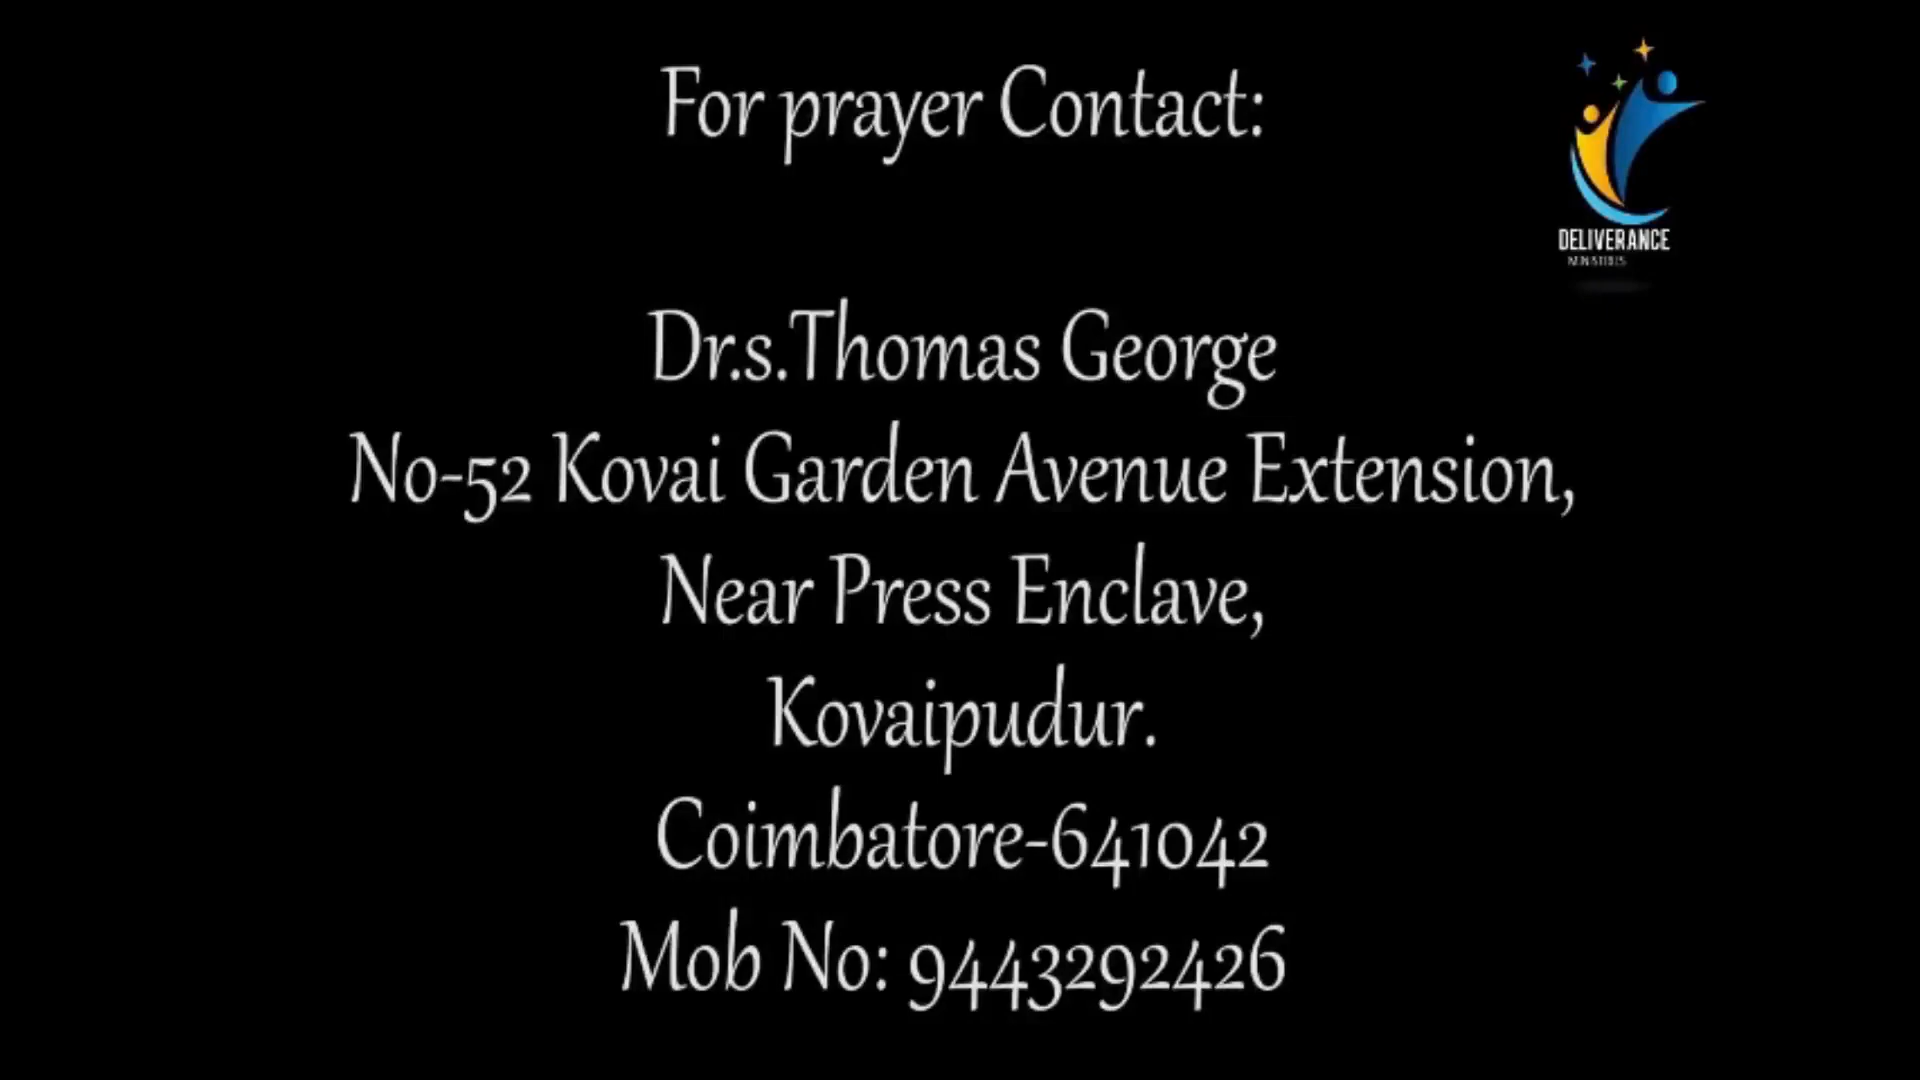 For prayer Contact:
DELIVERANCE
MINISTRIES
Dr.s.Thomas George
No-52 Kovai Garden Avenue Extension,
Near Press Enclave,
Kovaipudur.
Coimbatore-641042
Mob No: 9443292426